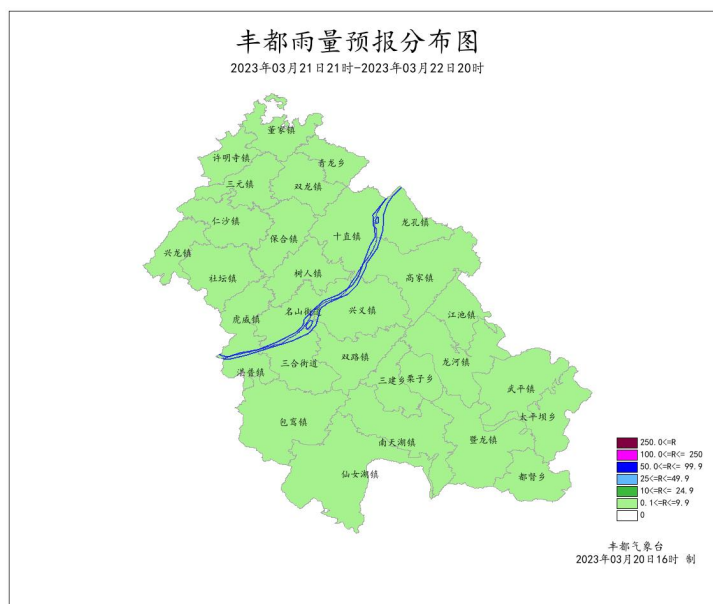 丰都雨量预报分布图
2023年03月21日21时-2023年03月22日20时
董家镇
许明寺镇
青龙乡
三元镇
双龙镇
仁沙镇
龙孔镇
保合镇
十直镇
兴龙镇
树人镇
社坛镇
高家镇
名山街道
兴义镇
虎威镇
江池镇
三合街道
双路镇
龙河镇
湛普镇
三建乡
栗子乡
武平镇
太平坝乡
包鸾镇
南天湖镇
暨龙镇
仙女湖镇
都督乡
250.0<=R
100.0<=R<= 250
50.0<=R<= 99.9
25<=R<=49.9
10<=R<= 24.9
0.1<=R<=9.9
0
丰都气象台
2023年03月20日16时 制